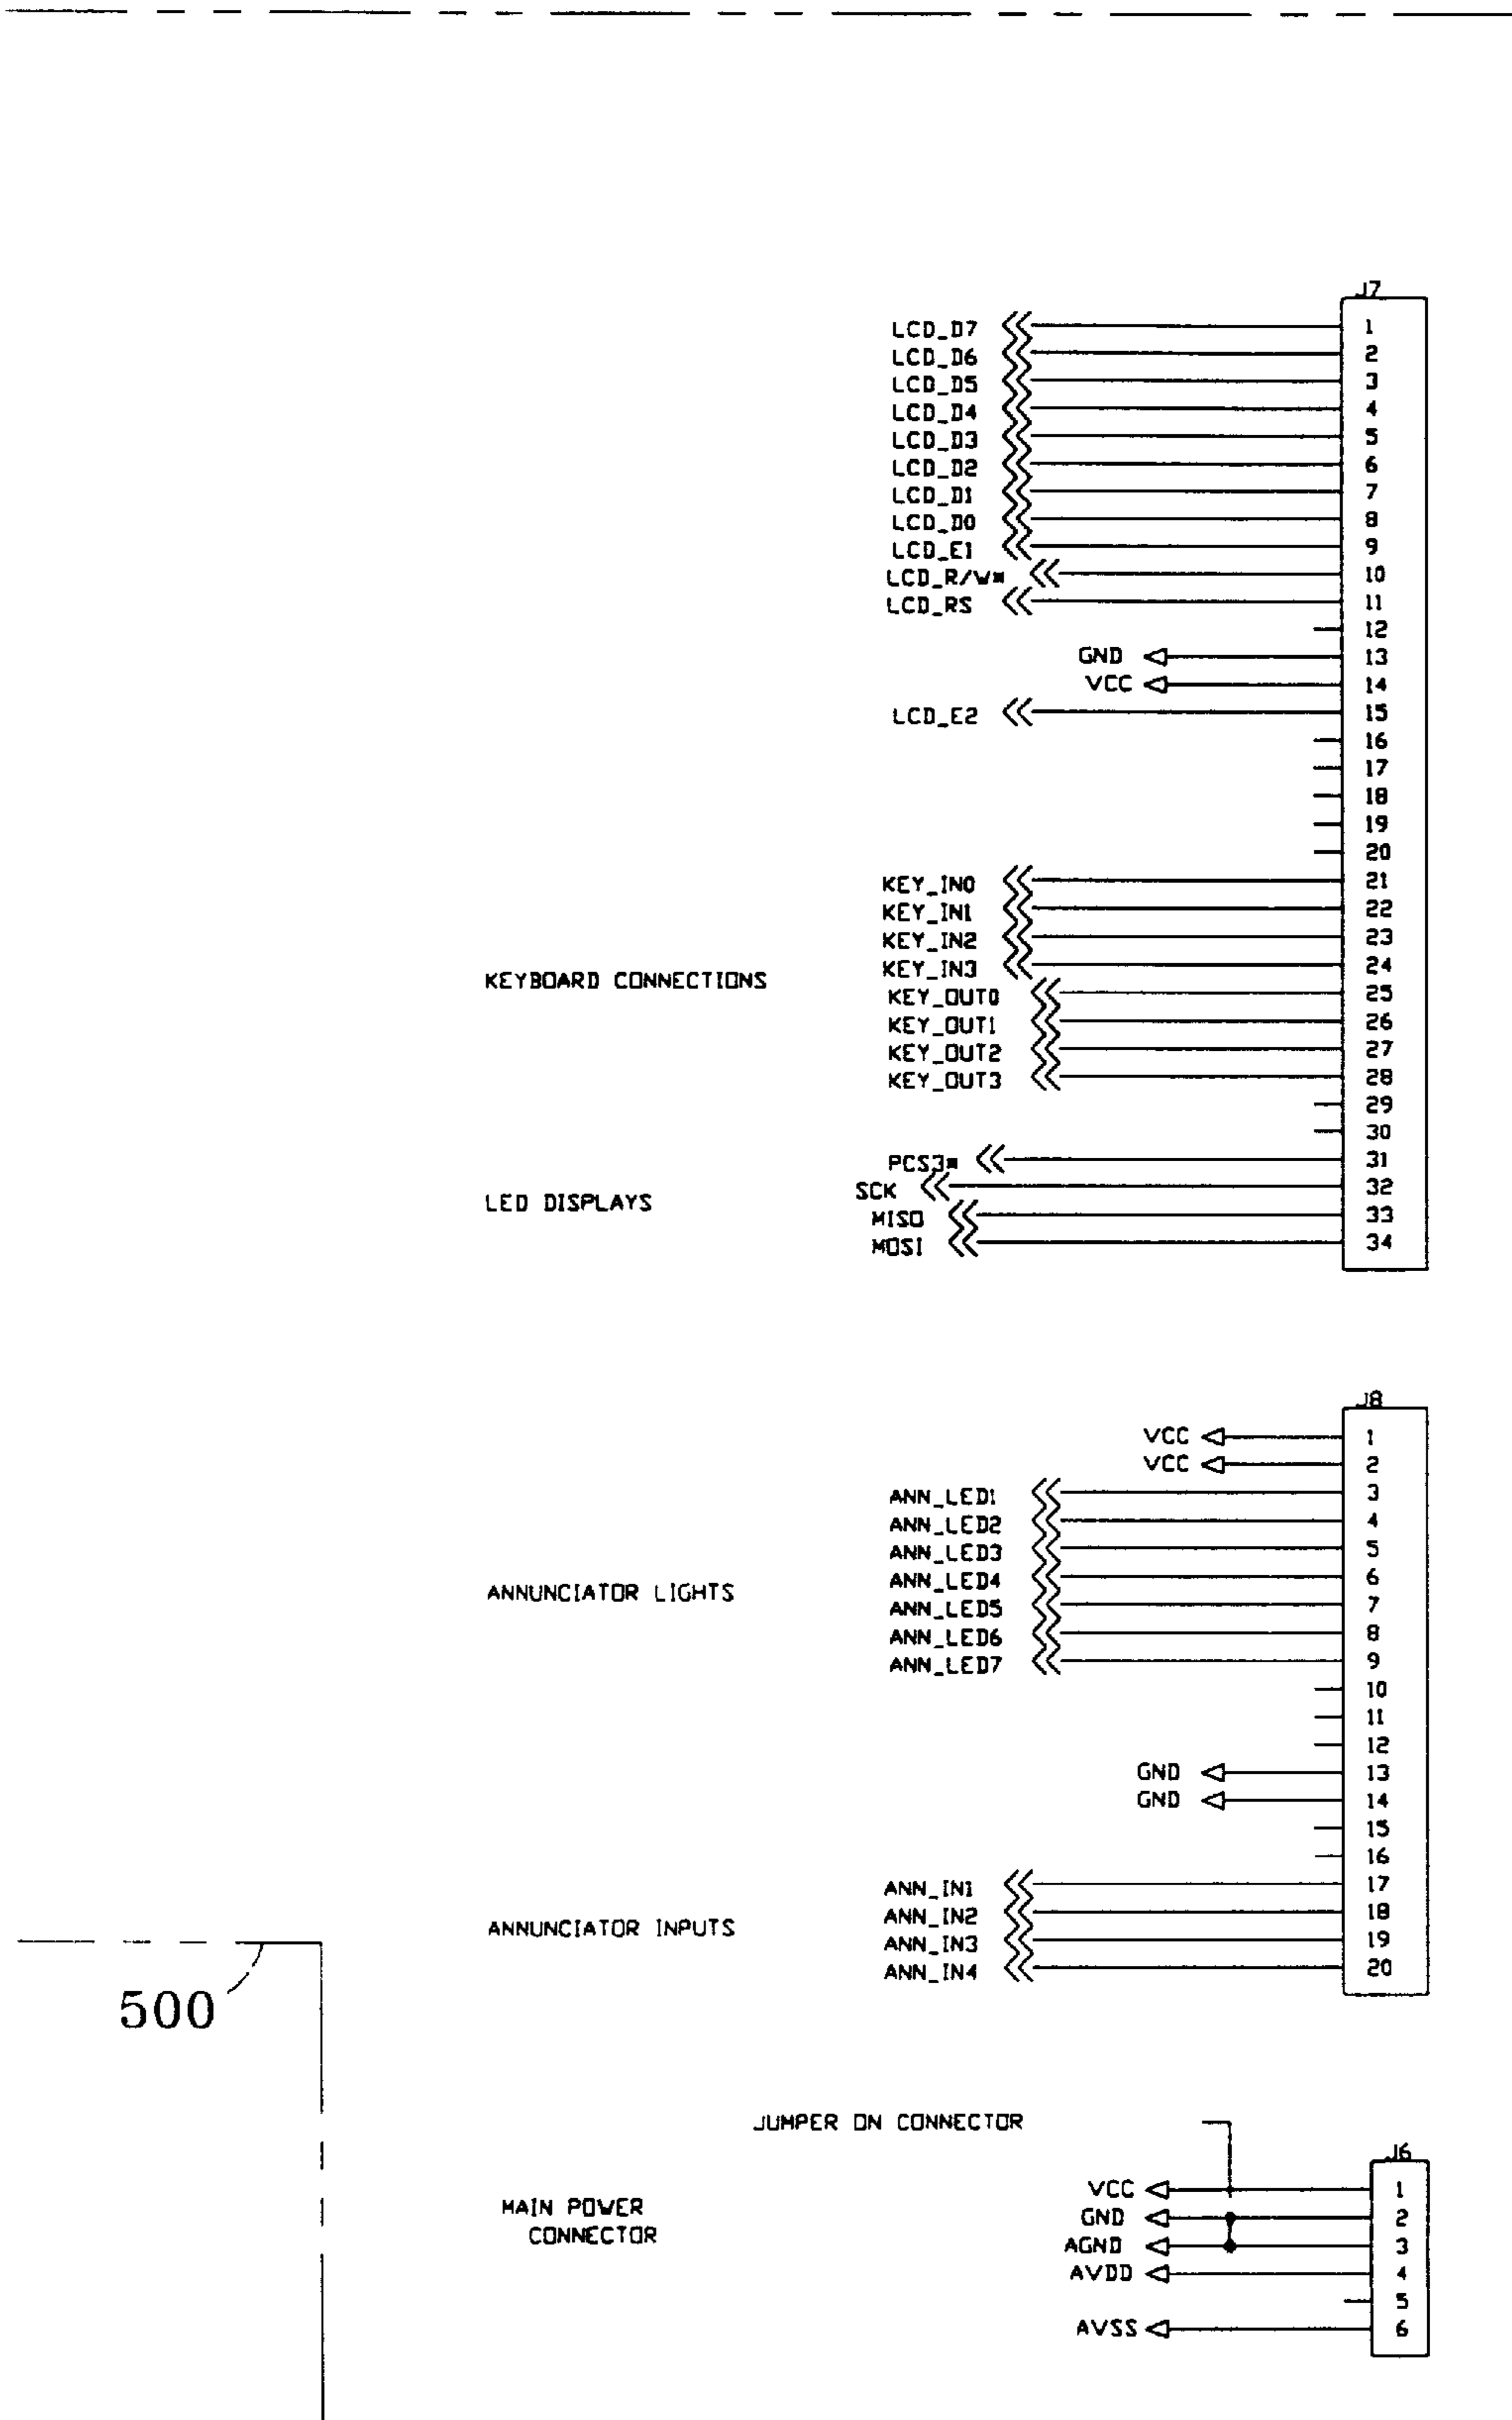 J7
LCD_D7 1
LCD_D6 2
LCD_D5 3
LCD_D4 4
LCD_D3 5
LCD_D2 6
LCD_D1 7
LCD_D0 8
LCD_E1 9
LCD_R/W* 10
LCD_RS 11
12
GND 13
VCC 14
LCD_E2 15
16
17
18
19
20
KEY_IN0 21
KEY_IN1 22
KEY_IN2 23
KEY_IN3 24
KEYBOARD CONNECTIONS
KEY_OUT0 25
KEY_OUT1 26
KEY_OUT2 27
KEY_OUT3 28
29
30
PCS3* 31
SCK 32
LED DISPLAYS
MISO 33
MOSI 34
J8
VCC 1
VCC 2
ANN_LED1 3
ANN_LED2 4
ANN_LED3 5
ANN_LED4 6
ANNUNCIATOR LIGHTS
ANN_LED5 7
ANN_LED6 8
ANN_LED7 9
10
11
12
GND 13
GND 14
15
16
ANN_IN1 17
ANN_IN2 18
ANNUNCIATOR INPUTS
ANN_IN3 19
ANN_IN4 20
500
JUMPER ON CONNECTOR
J6
VCC 1
MAIN POWER
CONNECTOR
GND 2
AGND 3
AVDD 4
5
AVSS 6